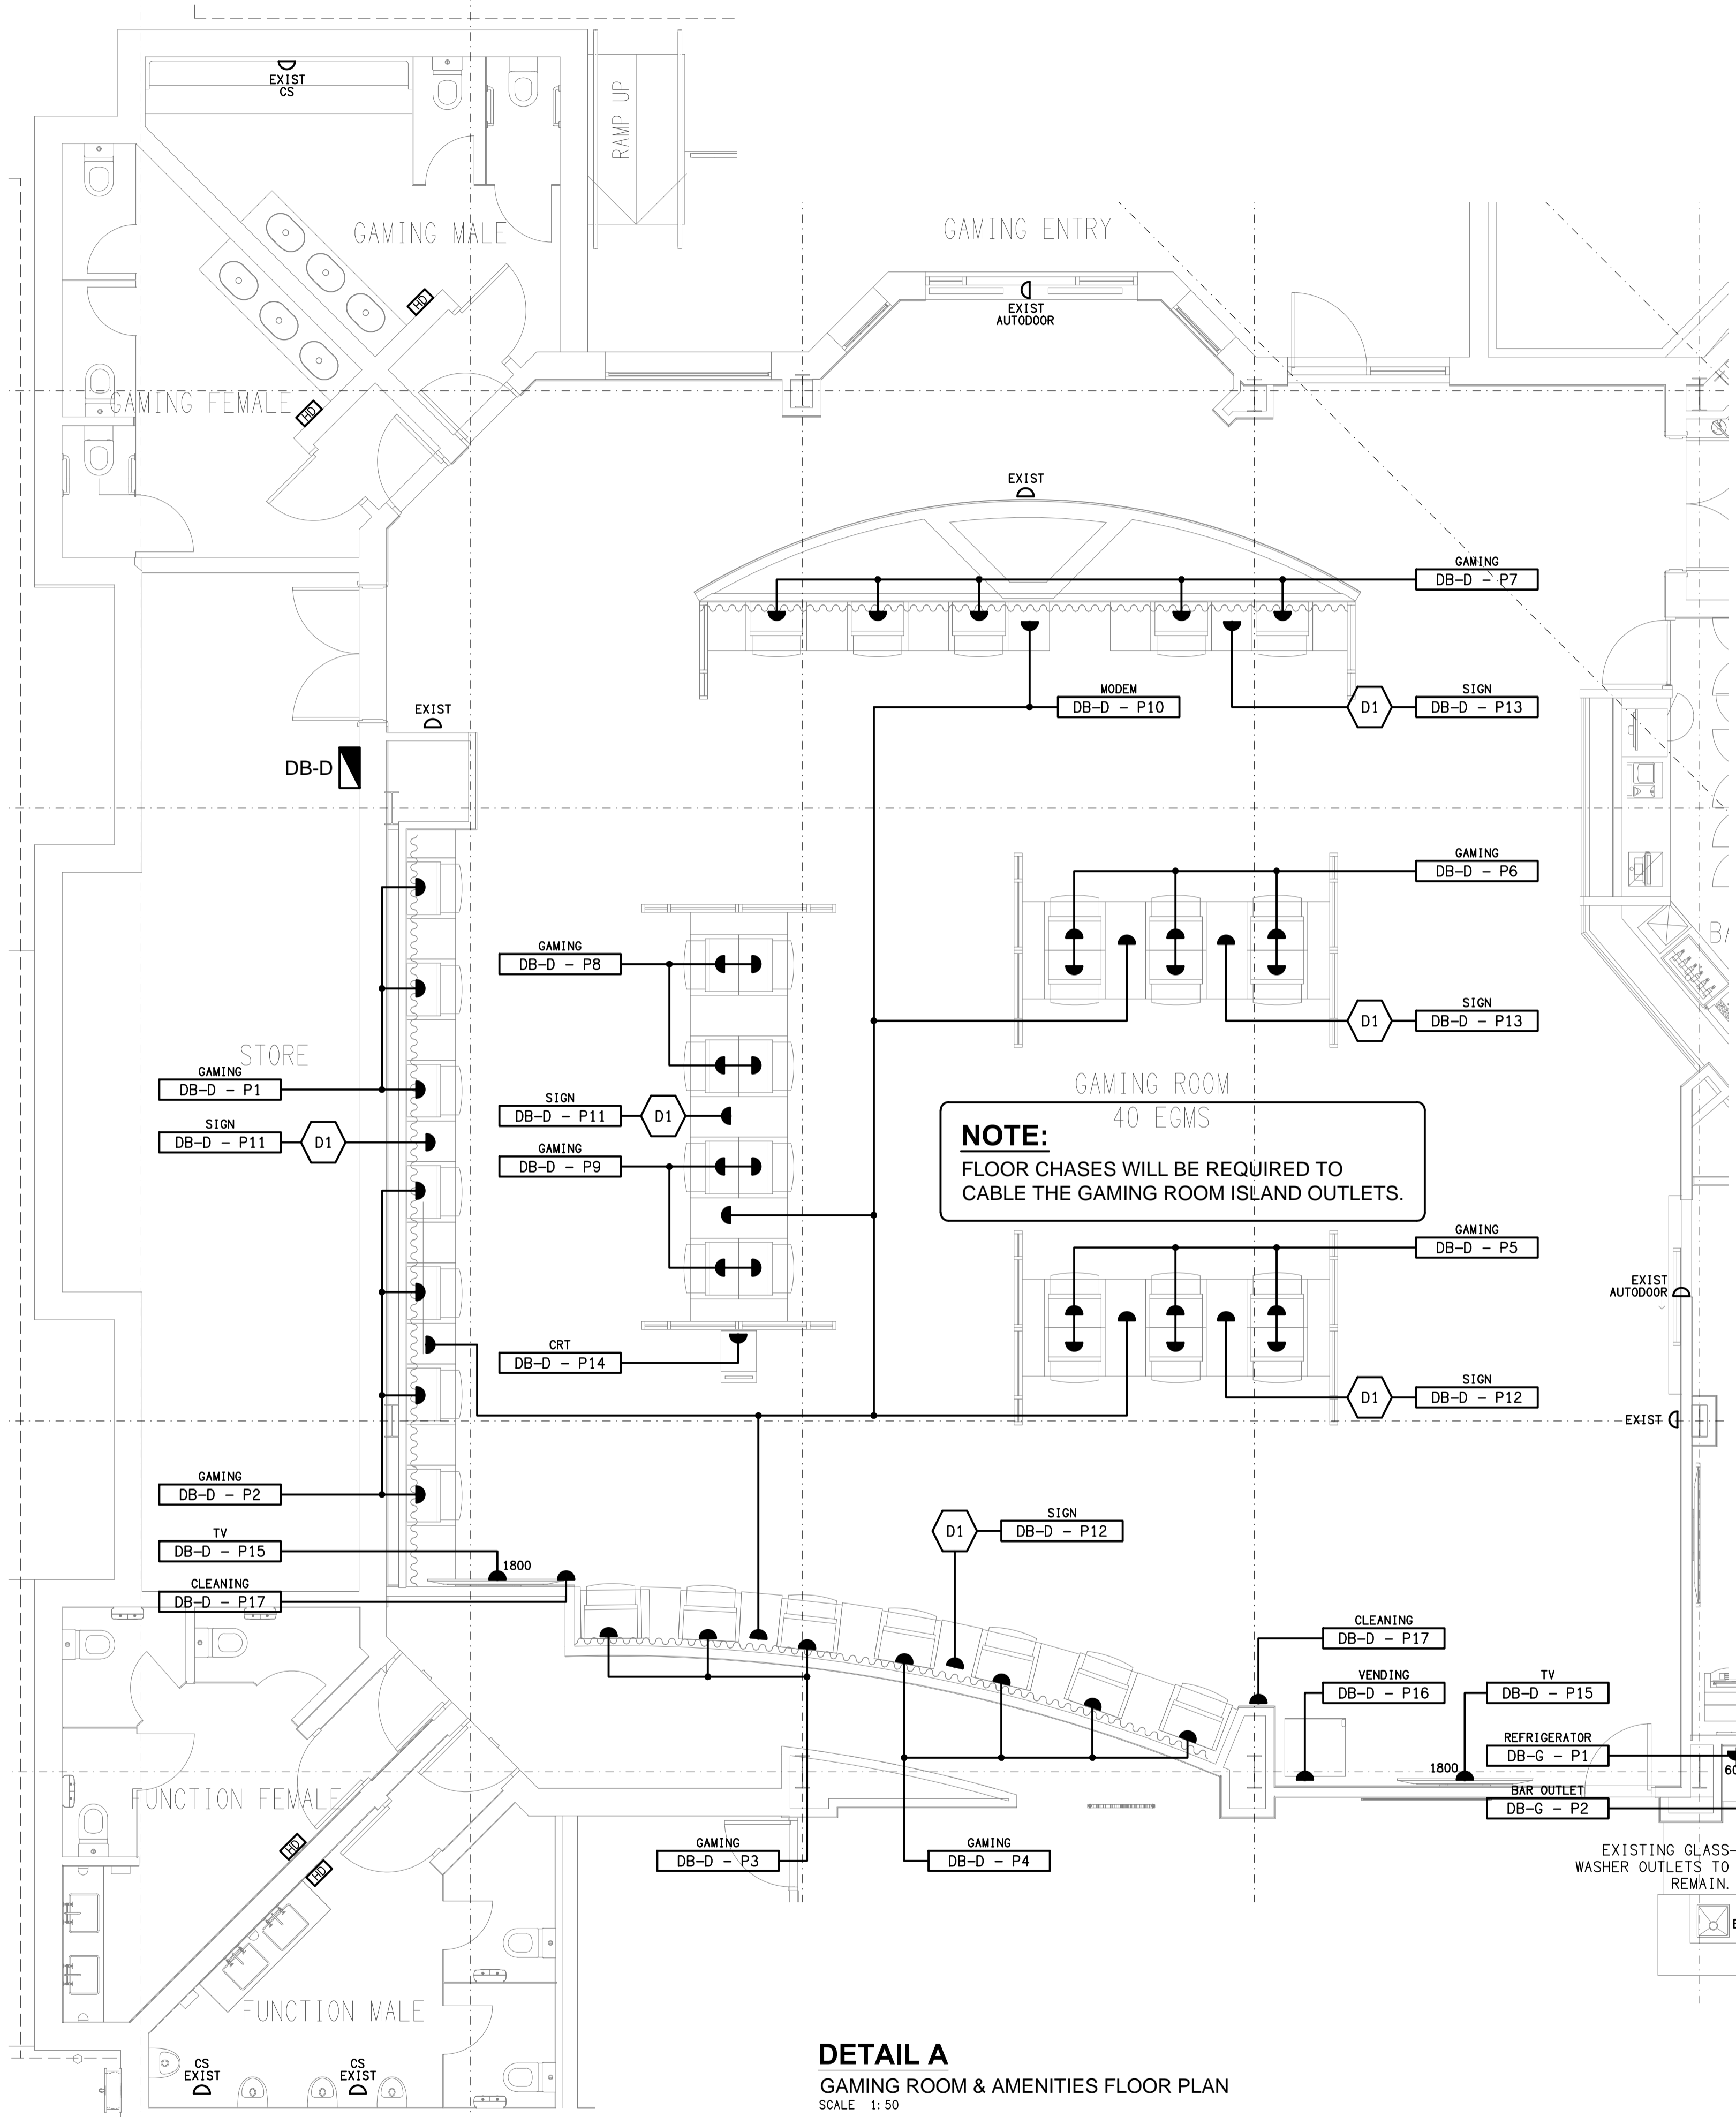 EXIST
CS
RAMP UP
GAMING MALE
GAMING ENTRY
HD
EXIST
AUTODOOR
GAMING FEMALE
HD
EXIST
GAMING
DB-D - P7
MODEM
DB-D - P10
D1
SIGN
DB-D - P13
EXIST
DB-D
GAMING
DB-D - P6
GAMING
DB-D - P8
D1
SIGN
DB-D - P13
STORE
GAMING
DB-D - P1
SIGN
DB-D - P11
D1
SIGN
DB-D - P11
D1
GAMING
DB-D - P9
GAMING ROOM
40 EGMS
NOTE:
FLOOR CHASES WILL BE REQUIRED TO
CABLE THE GAMING ROOM ISLAND OUTLETS.
GAMING
DB-D - P5
EXIST
AUTODOOR
CRT
DB-D - P14
D1
SIGN
DB-D - P12
EXIST
GAMING
DB-D - P2
TV
DB-D - P15
1800
CLEANING
DB-D - P17
D1
SIGN
DB-D - P12
CLEANING
DB-D - P17
VENDING
DB-D - P16
TV
DB-D - P15
REFRIGERATOR
DB-G - P1
1800
BAR OUTLET
DB-G - P2
FUNCTION FEMALE
HD
HD
GAMING
DB-D - P3
GAMING
DB-D - P4
EXISTING GLASS-
WASHER OUTLETS TO
REMAIN.
FUNCTION MALE
CS
EXIST
CS
EXIST
DETAIL A
GAMING ROOM & AMENITIES FLOOR PLAN
SCALE 1:50